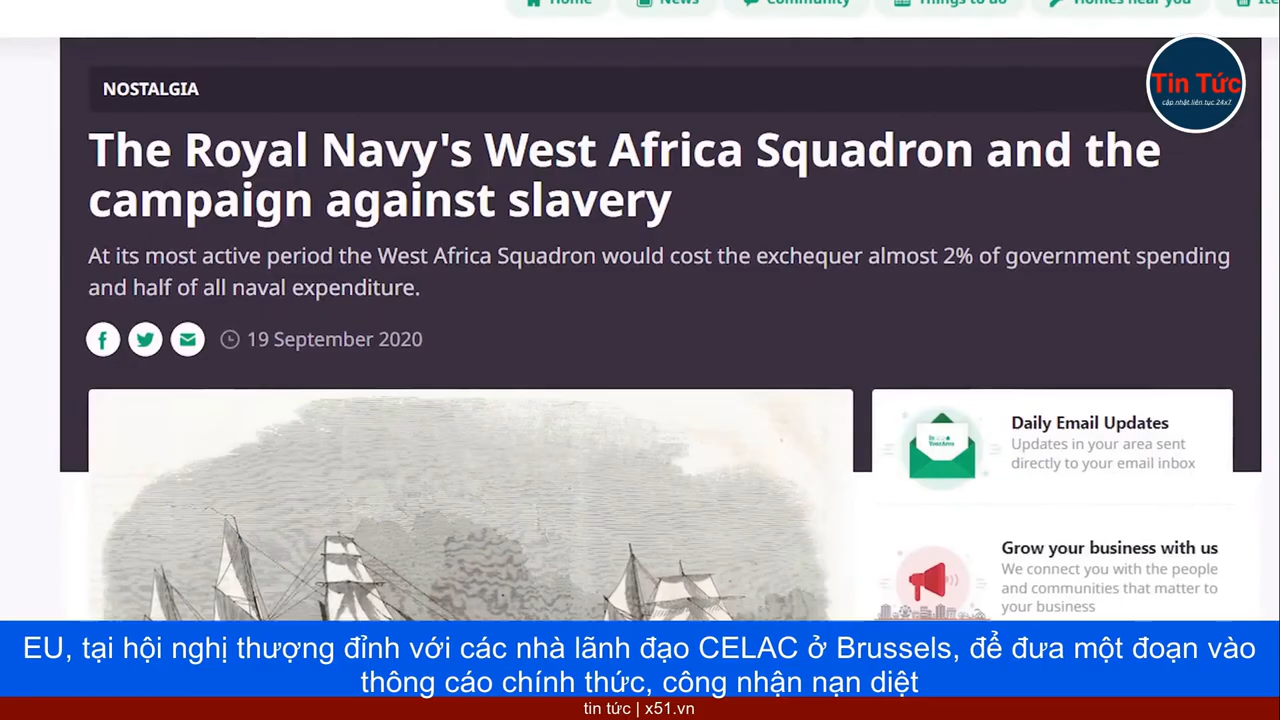 Home News Community Things to do Homes near you
NOSTALGIA
Tin Tức
cập.nhật.liên.tục.24x7
The Royal Navy's West Africa Squadron and the
campaign against slavery
At its most active period the West Africa Squadron would cost the exchequer almost 2% of government spending
and half of all naval expenditure.
19 September 2020
Daily Email Updates
Updates in your area sent
directly to your email inbox
Grow your business with us
We connect you with the people
and communities that matter to
your business
EU, tại hội nghị thượng đỉnh với các nhà lãnh đạo CELAC ở Brussels, để đưa một đoạn vào
thông cáo chính thức, công nhận nạn diệt
tin tức | x51.vn